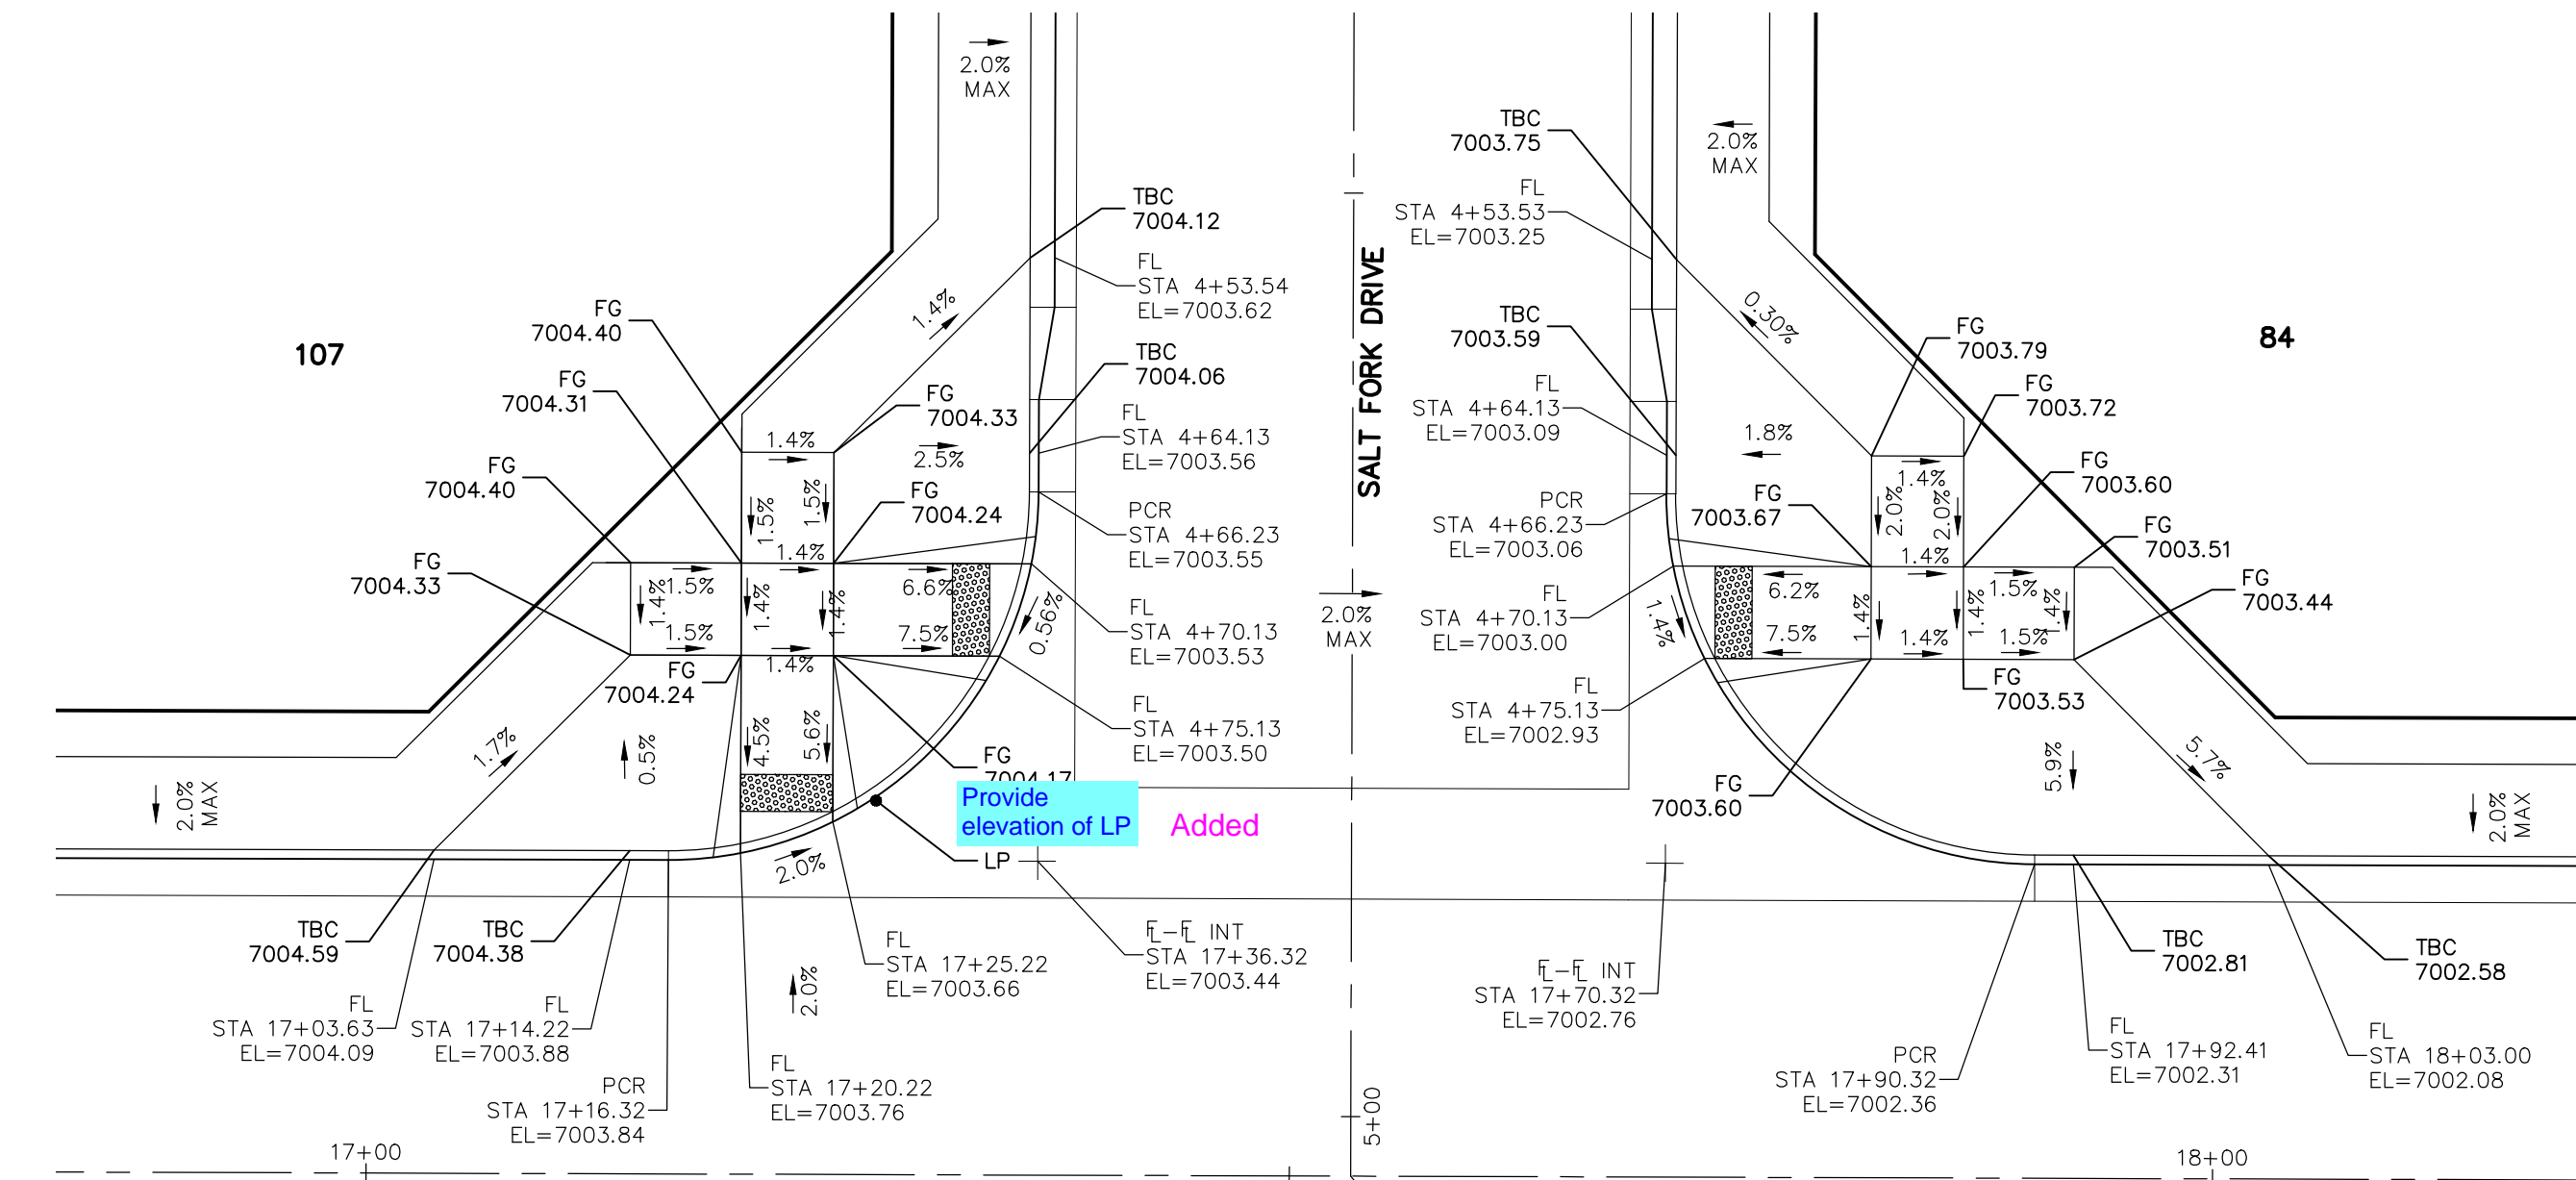 2.0%
MAX
TBC
7003.75
2.0%
MAX
FL
STA 4+53.53
EL=7003.25
TBC
7004.12
FL
STA 4+53.54
EL=7003.62
SALT FORK DRIVE
1.4%
0.30%
FG
7004.40
107
84
TBC
7003.59
FG
7003.79
TBC
7004.06
FG
7004.31
FG
7004.33
FL
STA 4+64.13
EL=7003.09
FG
7003.72
FL
STA 4+64.13
EL=7003.56
1.4%
2.5%
1.8%
FG
7004.40
FG
7004.24
1.5%
1.5%
FG
7003.67
1.4%
2.0%
2.0%
FG
7003.60
PCR
STA 4+66.23
EL=7003.55
PCR
STA 4+66.23
EL=7003.06
FG
7003.51
FG
7004.33
1.4%
1.4%
1.5%
6.6%
1.4%
1.4%
1.4%
6.2%
1.5%
FG
7003.44
1.4%
1.4%
1.4%
2.0%
MAX
FL
STA 4+70.13
EL=7003.53
0.56%
FL
STA 4+70.13
EL=7003.00
1.4%
1.5%
7.5%
1.4%
7.5%
1.4%
1.5%
FG
7004.24
FG
7003.53
FL
STA 4+75.13
EL=7003.50
FL
STA 4+75.13
EL=7002.93
1.7%
0.5%
4.5%
5.6%
FG
7004.17
5.9%
5.7%
2.0%
MAX
FG
7003.60
2.0%
MAX
Provide
elevation of LP
Added
LP
2.0%
TBC
7004.59
TBC
7004.38
FL
STA 17+25.22
EL=7003.66
FL-FL INT
STA 17+36.32
EL=7003.44
FL-FL INT
STA 17+70.32
EL=7002.76
TBC
7002.81
TBC
7002.58
2.0%
FL
STA 17+03.63
EL=7004.09
FL
STA 17+14.22
EL=7003.88
FL
STA 17+92.41
EL=7002.31
FL
STA 18+03.00
EL=7002.08
FL
STA 17+20.22
EL=7003.76
PCR
STA 17+16.32
EL=7003.84
PCR
STA 17+90.32
EL=7002.36
5+00
17+00
18+00